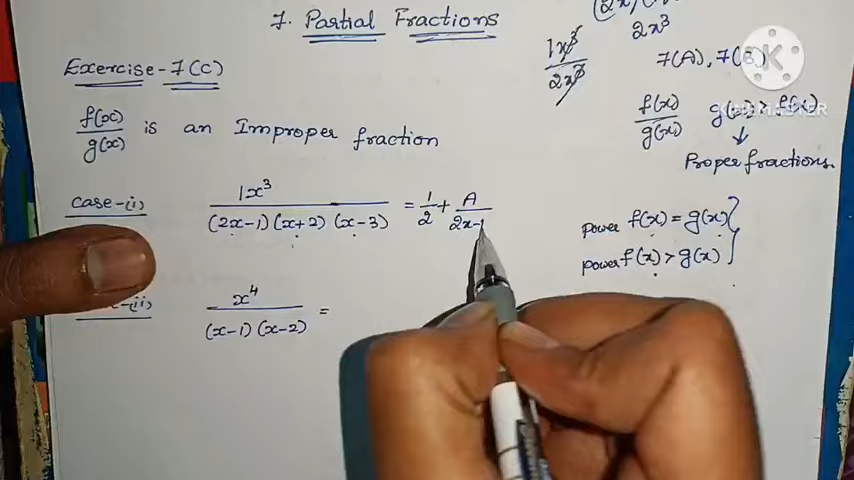 7. Partial Fractions
2x³
1x³
2x³
7(A), 7(B)
Exercise-7(C)
f(x)
g(x) is an Improper fraction
f(x)
g(x)
g(x) > f(x)
Proper fractions.
case-(i) 1x³
(2x-1)(x+2)(x-3) = 1/2 + A/2x-1
power f(x) = g(x)
power f(x) > g(x)
x⁴
(x-1)(x-2) =
K